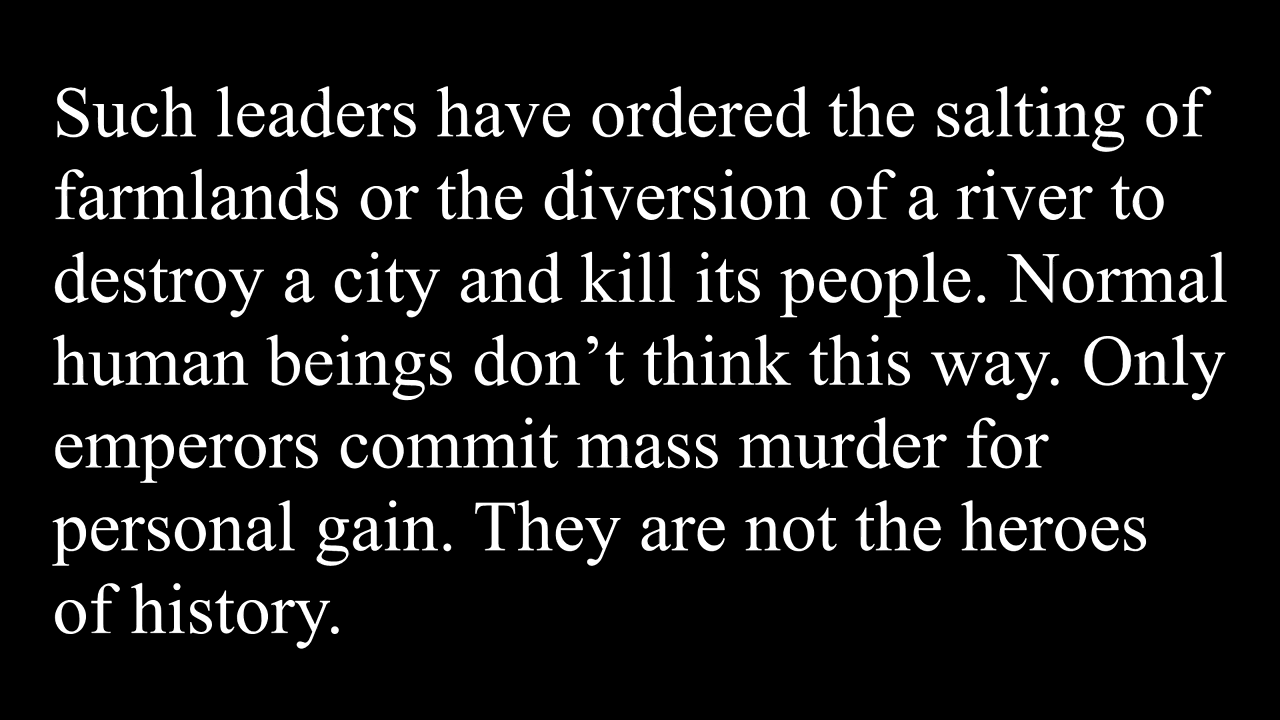 Such leaders have ordered the salting of
farmlands or the diversion of a river to
destroy a city and kill its people. Normal
human beings don’t think this way. Only
emperors commit mass murder for
personal gain. They are not the heroes
of history.